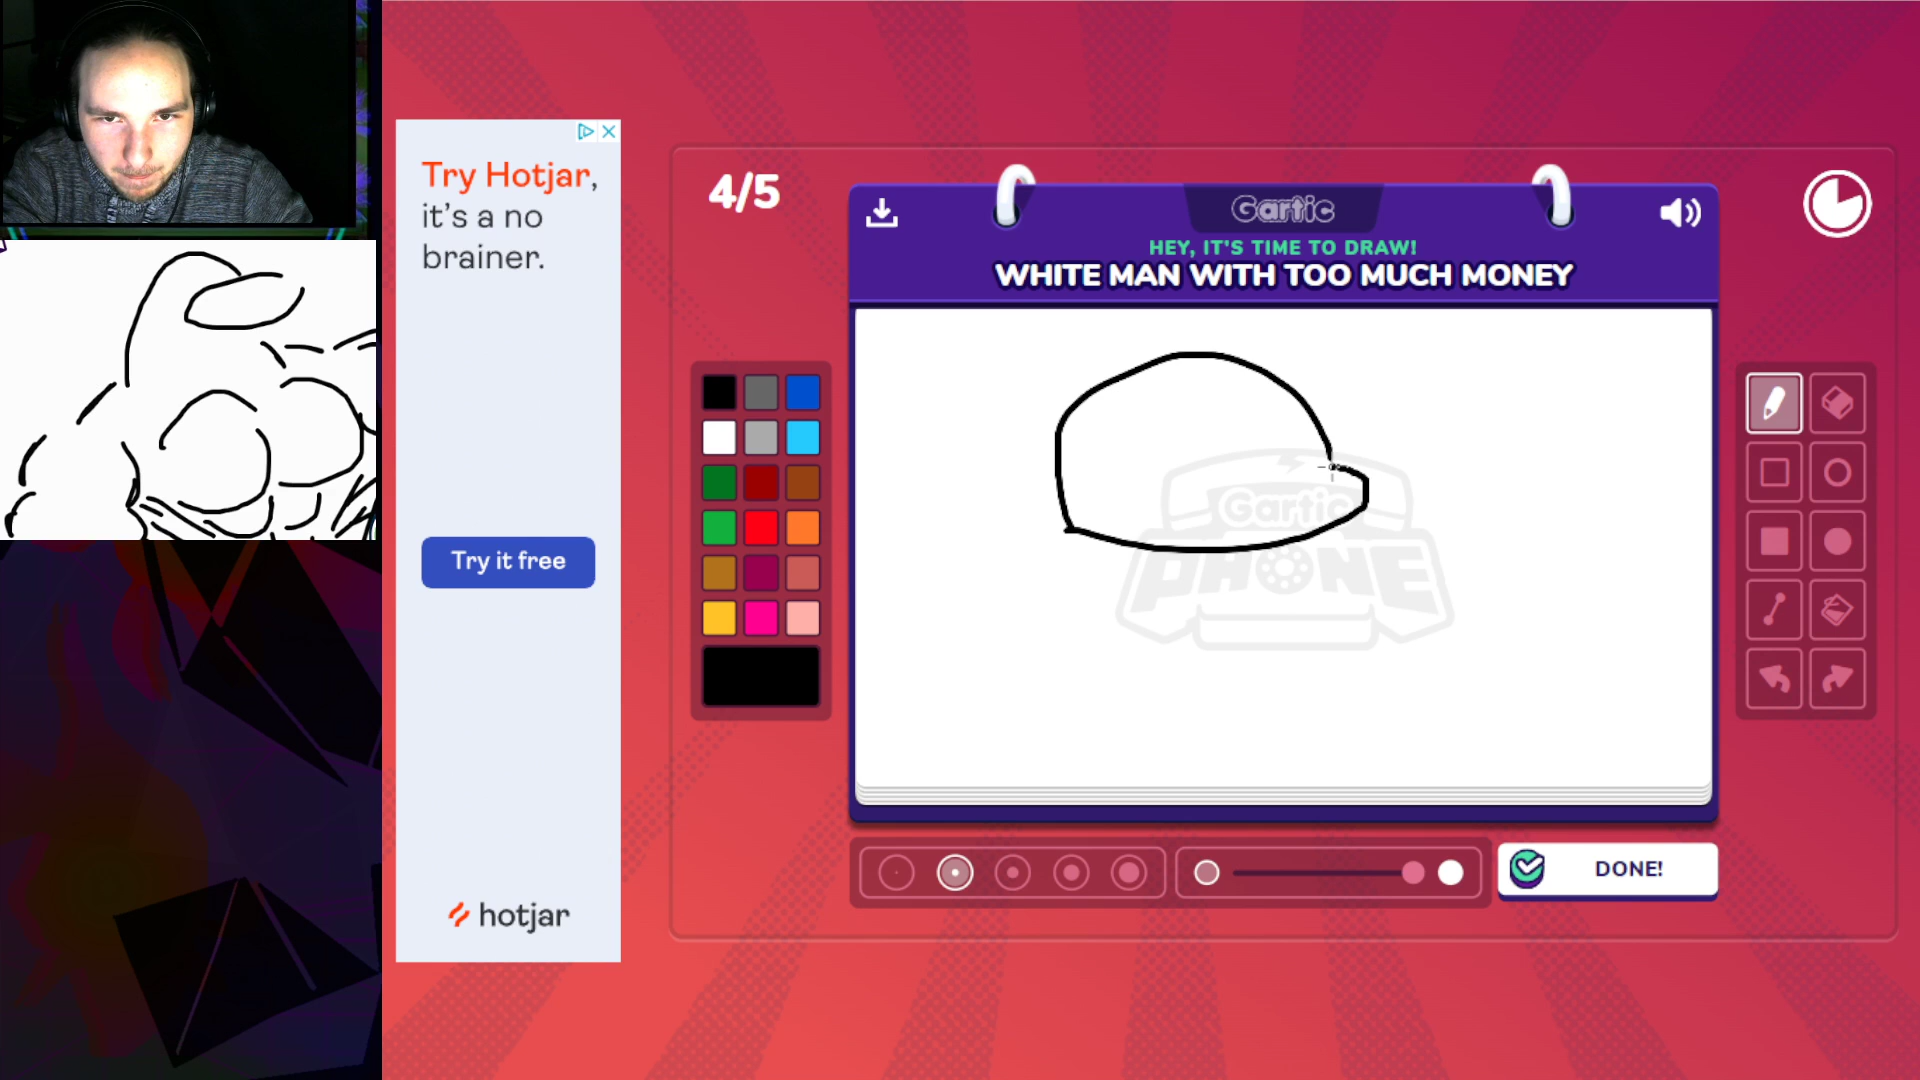 Try Hotjar,
it's a no
brainer.
Try it free
hotjar
4/5
Gartic
HEY, IT'S TIME TO DRAW!
WHITE MAN WITH TOO MUCH MONEY
Gartic
PHONE
DONE!